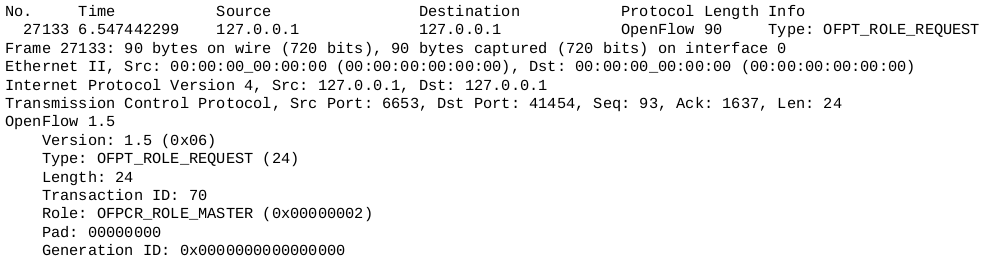 No. Time Source Destination Protocol Length Info
27133 6.547442299 127.0.0.1 127.0.0.1 OpenFlow 90 Type: OFPT_ROLE_REQUEST
Frame 27133: 90 bytes on wire (720 bits), 90 bytes captured (720 bits) on interface 0
Ethernet II, Src: 00:00:00_00:00:00 (00:00:00:00:00:00), Dst: 00:00:00_00:00:00 (00:00:00:00:00:00)
Internet Protocol Version 4, Src: 127.0.0.1, Dst: 127.0.0.1
Transmission Control Protocol, Src Port: 6653, Dst Port: 41454, Seq: 93, Ack: 1637, Len: 24
OpenFlow 1.5
Version: 1.5 (0x06)
Type: OFPT_ROLE_REQUEST (24)
Length: 24
Transaction ID: 70
Role: OFPCR_ROLE_MASTER (0x00000002)
Pad: 00000000
Generation ID: 0x0000000000000000